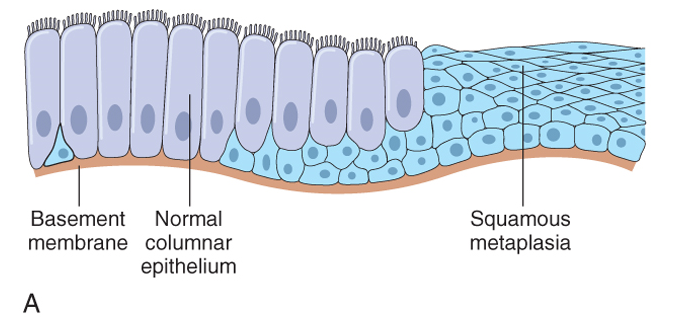 Basement
membrane
Normal
columnar
epithelium
Squamous
metaplasia
A